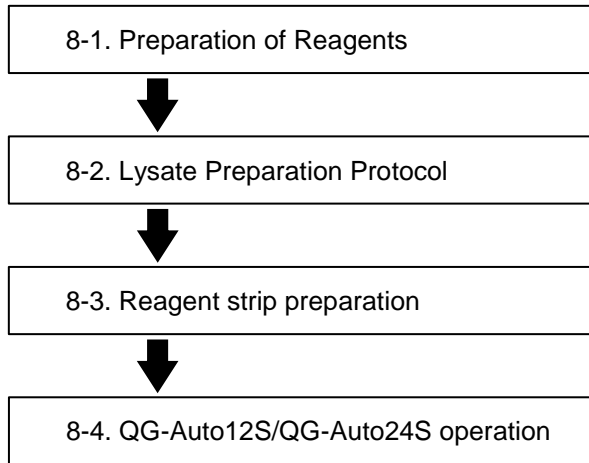 8-1. Preparation of Reagents
8-2. Lysate Preparation Protocol
8-3. Reagent strip preparation
8-4. QG-Auto12S/QG-Auto24S operation